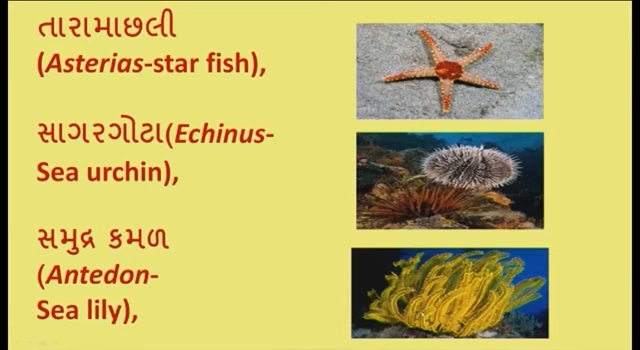 તારામાછલી
(Asterias-star fish),
સાગરગોટા(Echinus-
Sea urchin),
સમુદ્ર કમળ
(Antedon-
Sea lily),